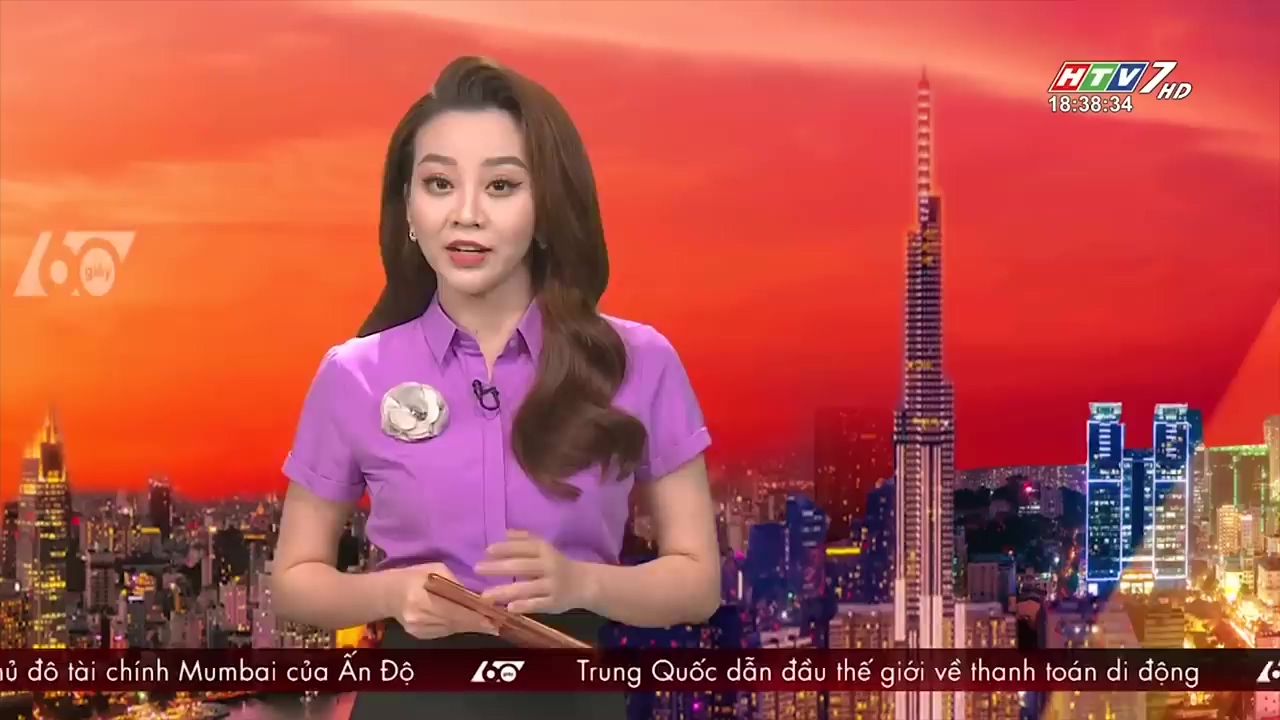 HTV7 HD
18:38:34
60 giây
ủ đô tài chính Mumbai của Ấn Độ 60 giây Trung Quốc dẫn đầu thế giới về thanh toán di động